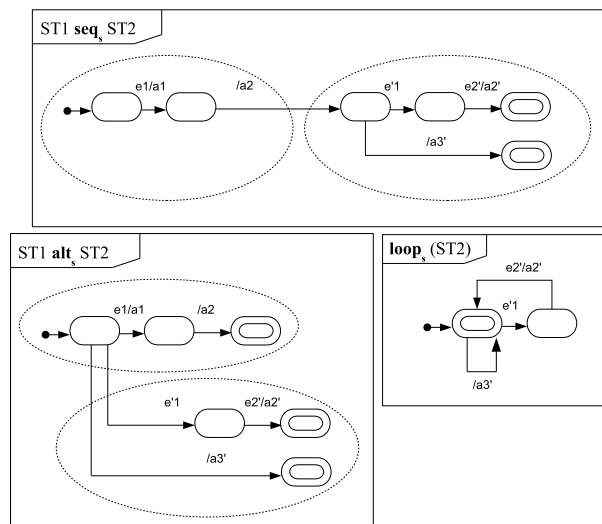 ST1 seqs ST2
e1/a1
/a2
e'1
e2'/a2'
/a3'
ST1 alts ST2
e1/a1
/a2
e'1
e2'/a2'
/a3'
loops (ST2)
e2'/a2'
e'1
/a3'